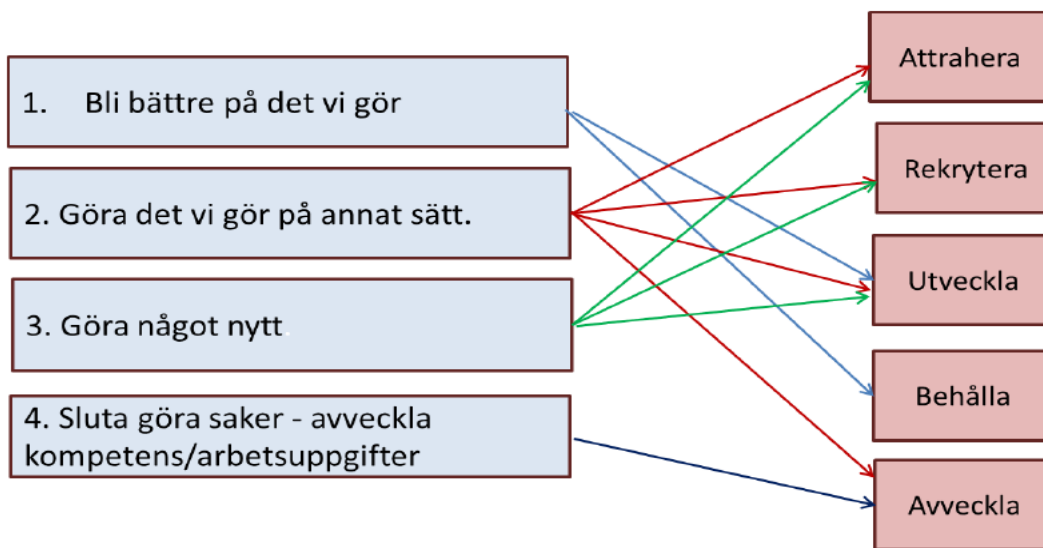 1. Bli bättre på det vi gör
2. Göra det vi gör på annat sätt.
3. Göra något nytt.
4. Sluta göra saker - avveckla
kompetens/arbetsuppgifter
Attrahera
Rekrytera
Utveckla
Behålla
Avveckla